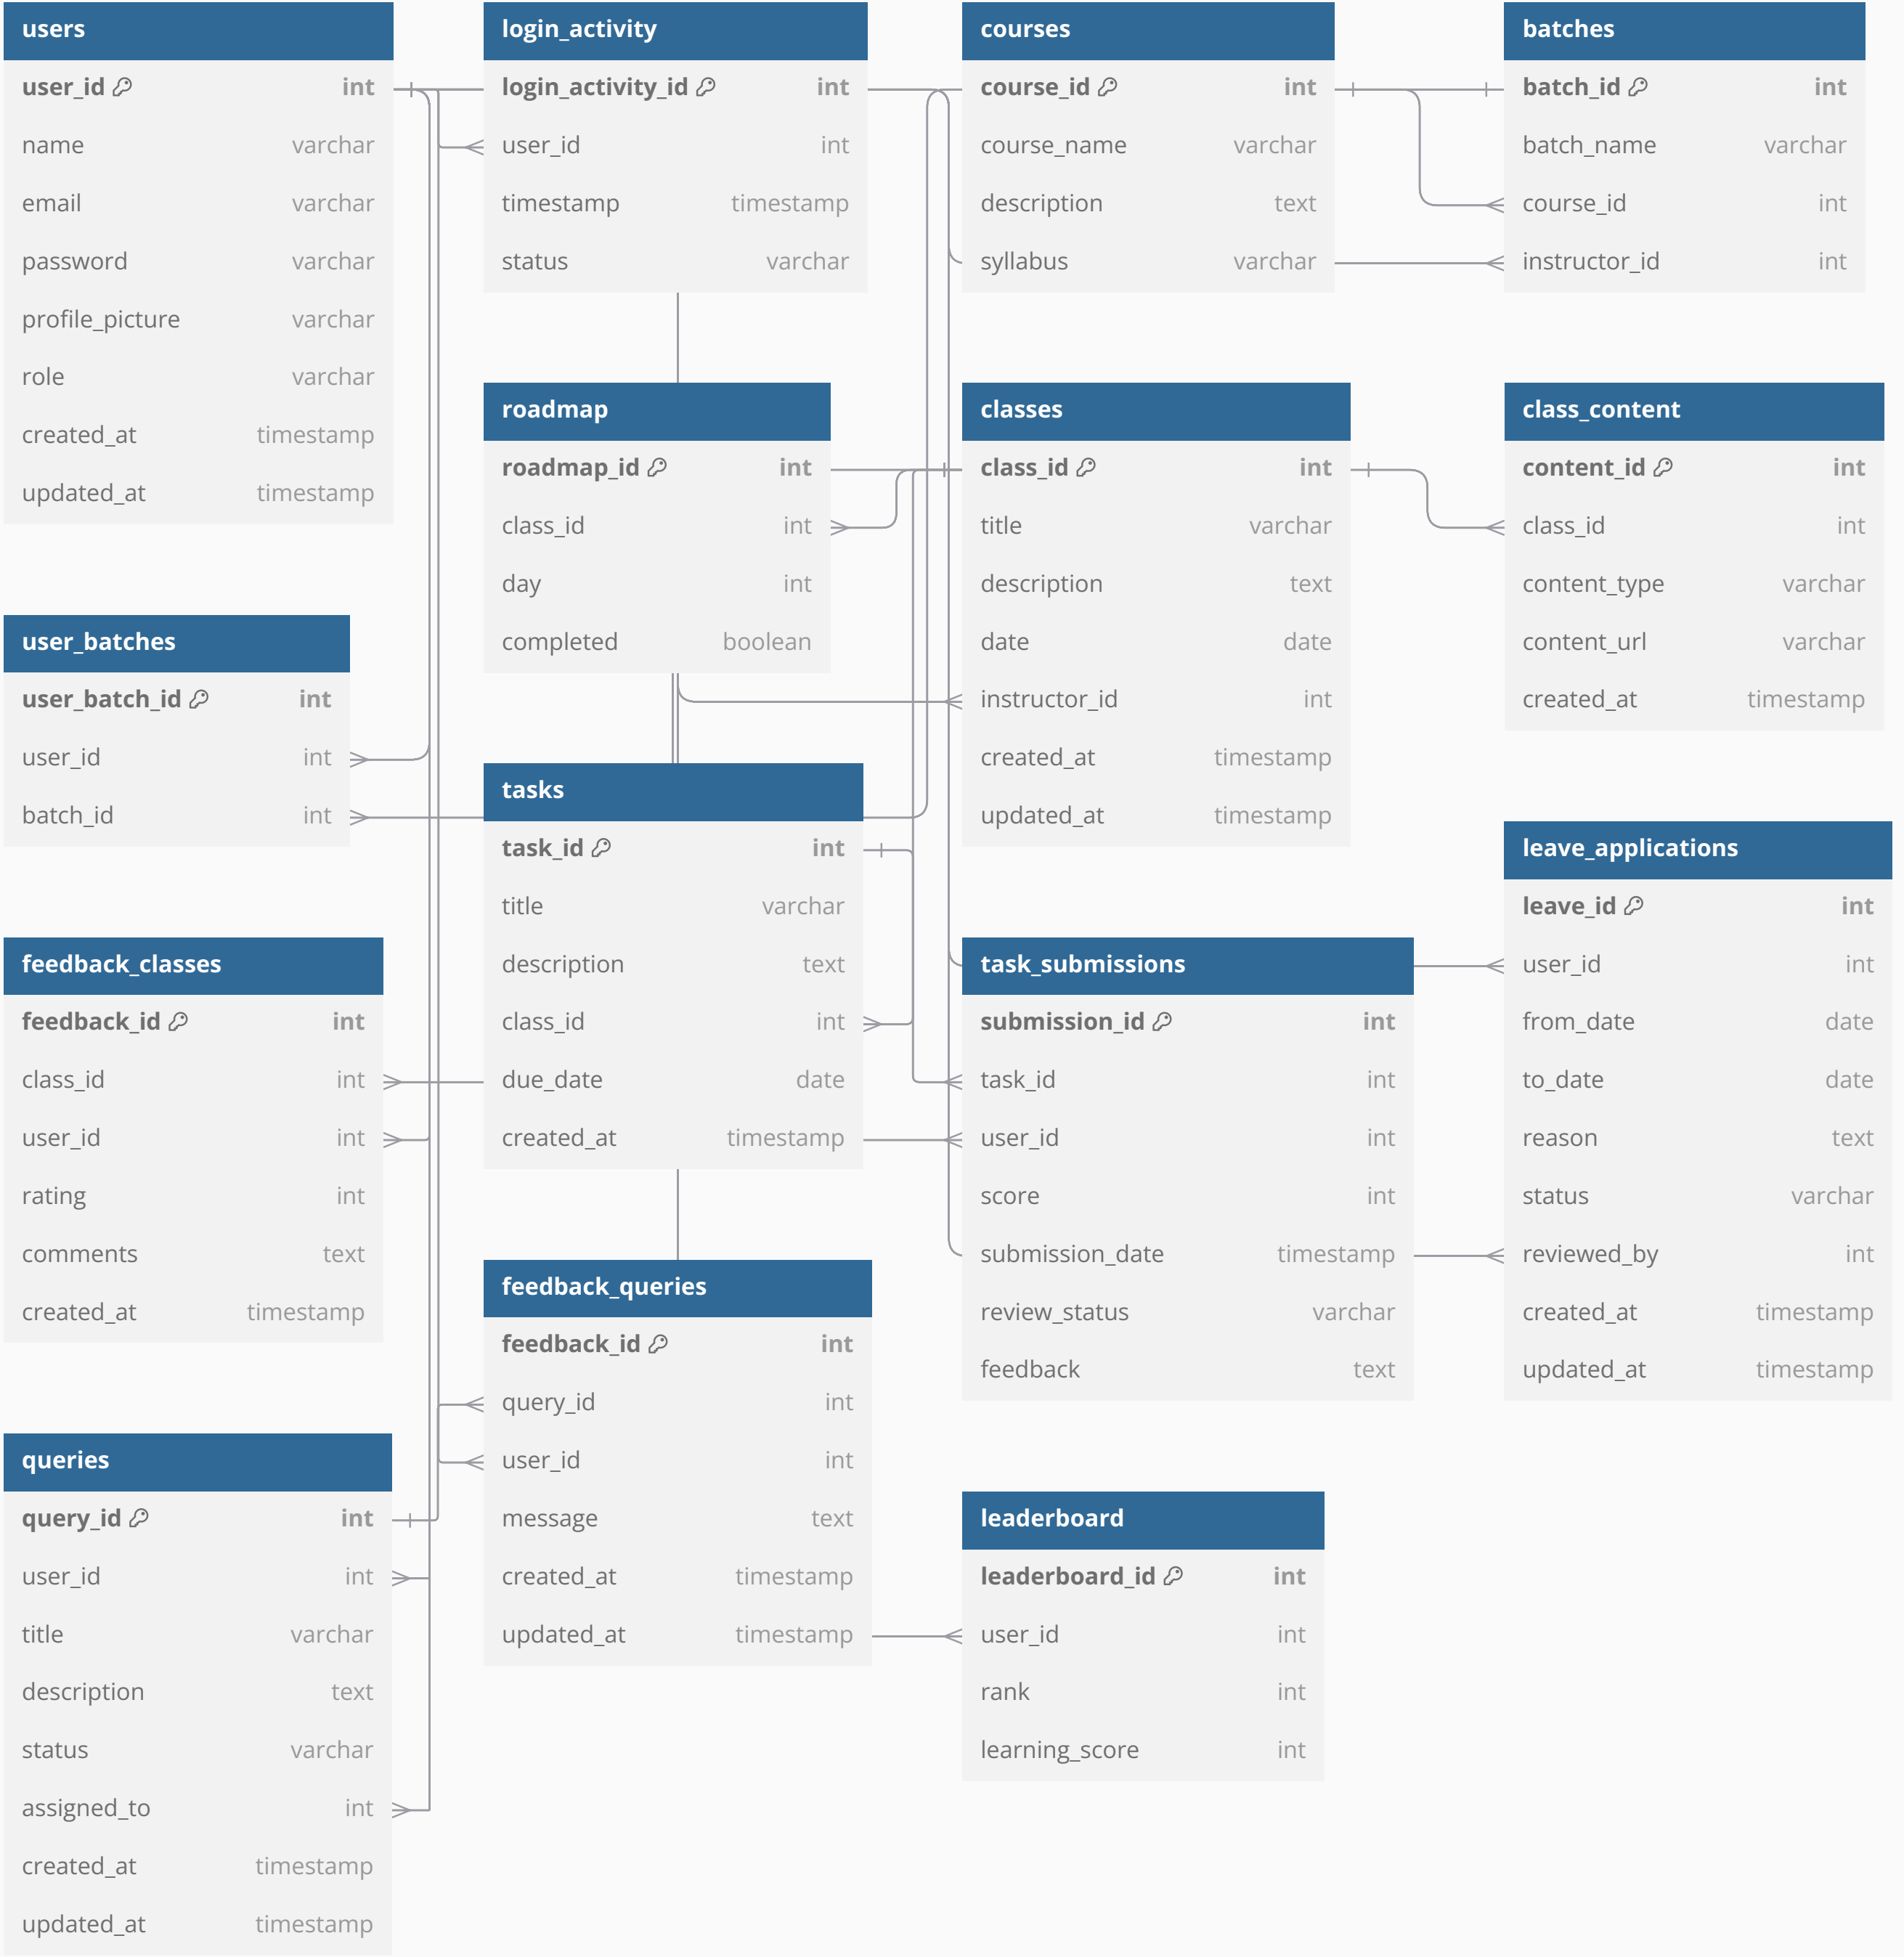 users
user_id int
name varchar
email varchar
password varchar
profile_picture varchar
role varchar
created_at timestamp
updated_at timestamp
login_activity
login_activity_id int
user_id int
timestamp timestamp
status varchar
courses
course_id int
course_name varchar
description text
syllabus varchar
batches
batch_id int
batch_name varchar
course_id int
instructor_id int
roadmap
roadmap_id int
class_id int
day int
completed boolean
classes
class_id int
title varchar
description text
date date
instructor_id int
created_at timestamp
updated_at timestamp
class_content
content_id int
class_id int
content_type varchar
content_url varchar
created_at timestamp
user_batches
user_batch_id int
user_id int
batch_id int
tasks
task_id int
title varchar
description text
class_id int
due_date date
created_at timestamp
leave_applications
leave_id int
user_id int
from_date date
to_date date
reason text
status varchar
reviewed_by int
created_at timestamp
updated_at timestamp
feedback_classes
feedback_id int
class_id int
user_id int
rating int
comments text
created_at timestamp
task_submissions
submission_id int
task_id int
user_id int
score int
submission_date timestamp
review_status varchar
feedback text
feedback_queries
feedback_id int
query_id int
user_id int
message text
created_at timestamp
updated_at timestamp
queries
query_id int
user_id int
title varchar
description text
status varchar
assigned_to int
created_at timestamp
updated_at timestamp
leaderboard
leaderboard_id int
user_id int
rank int
learning_score int